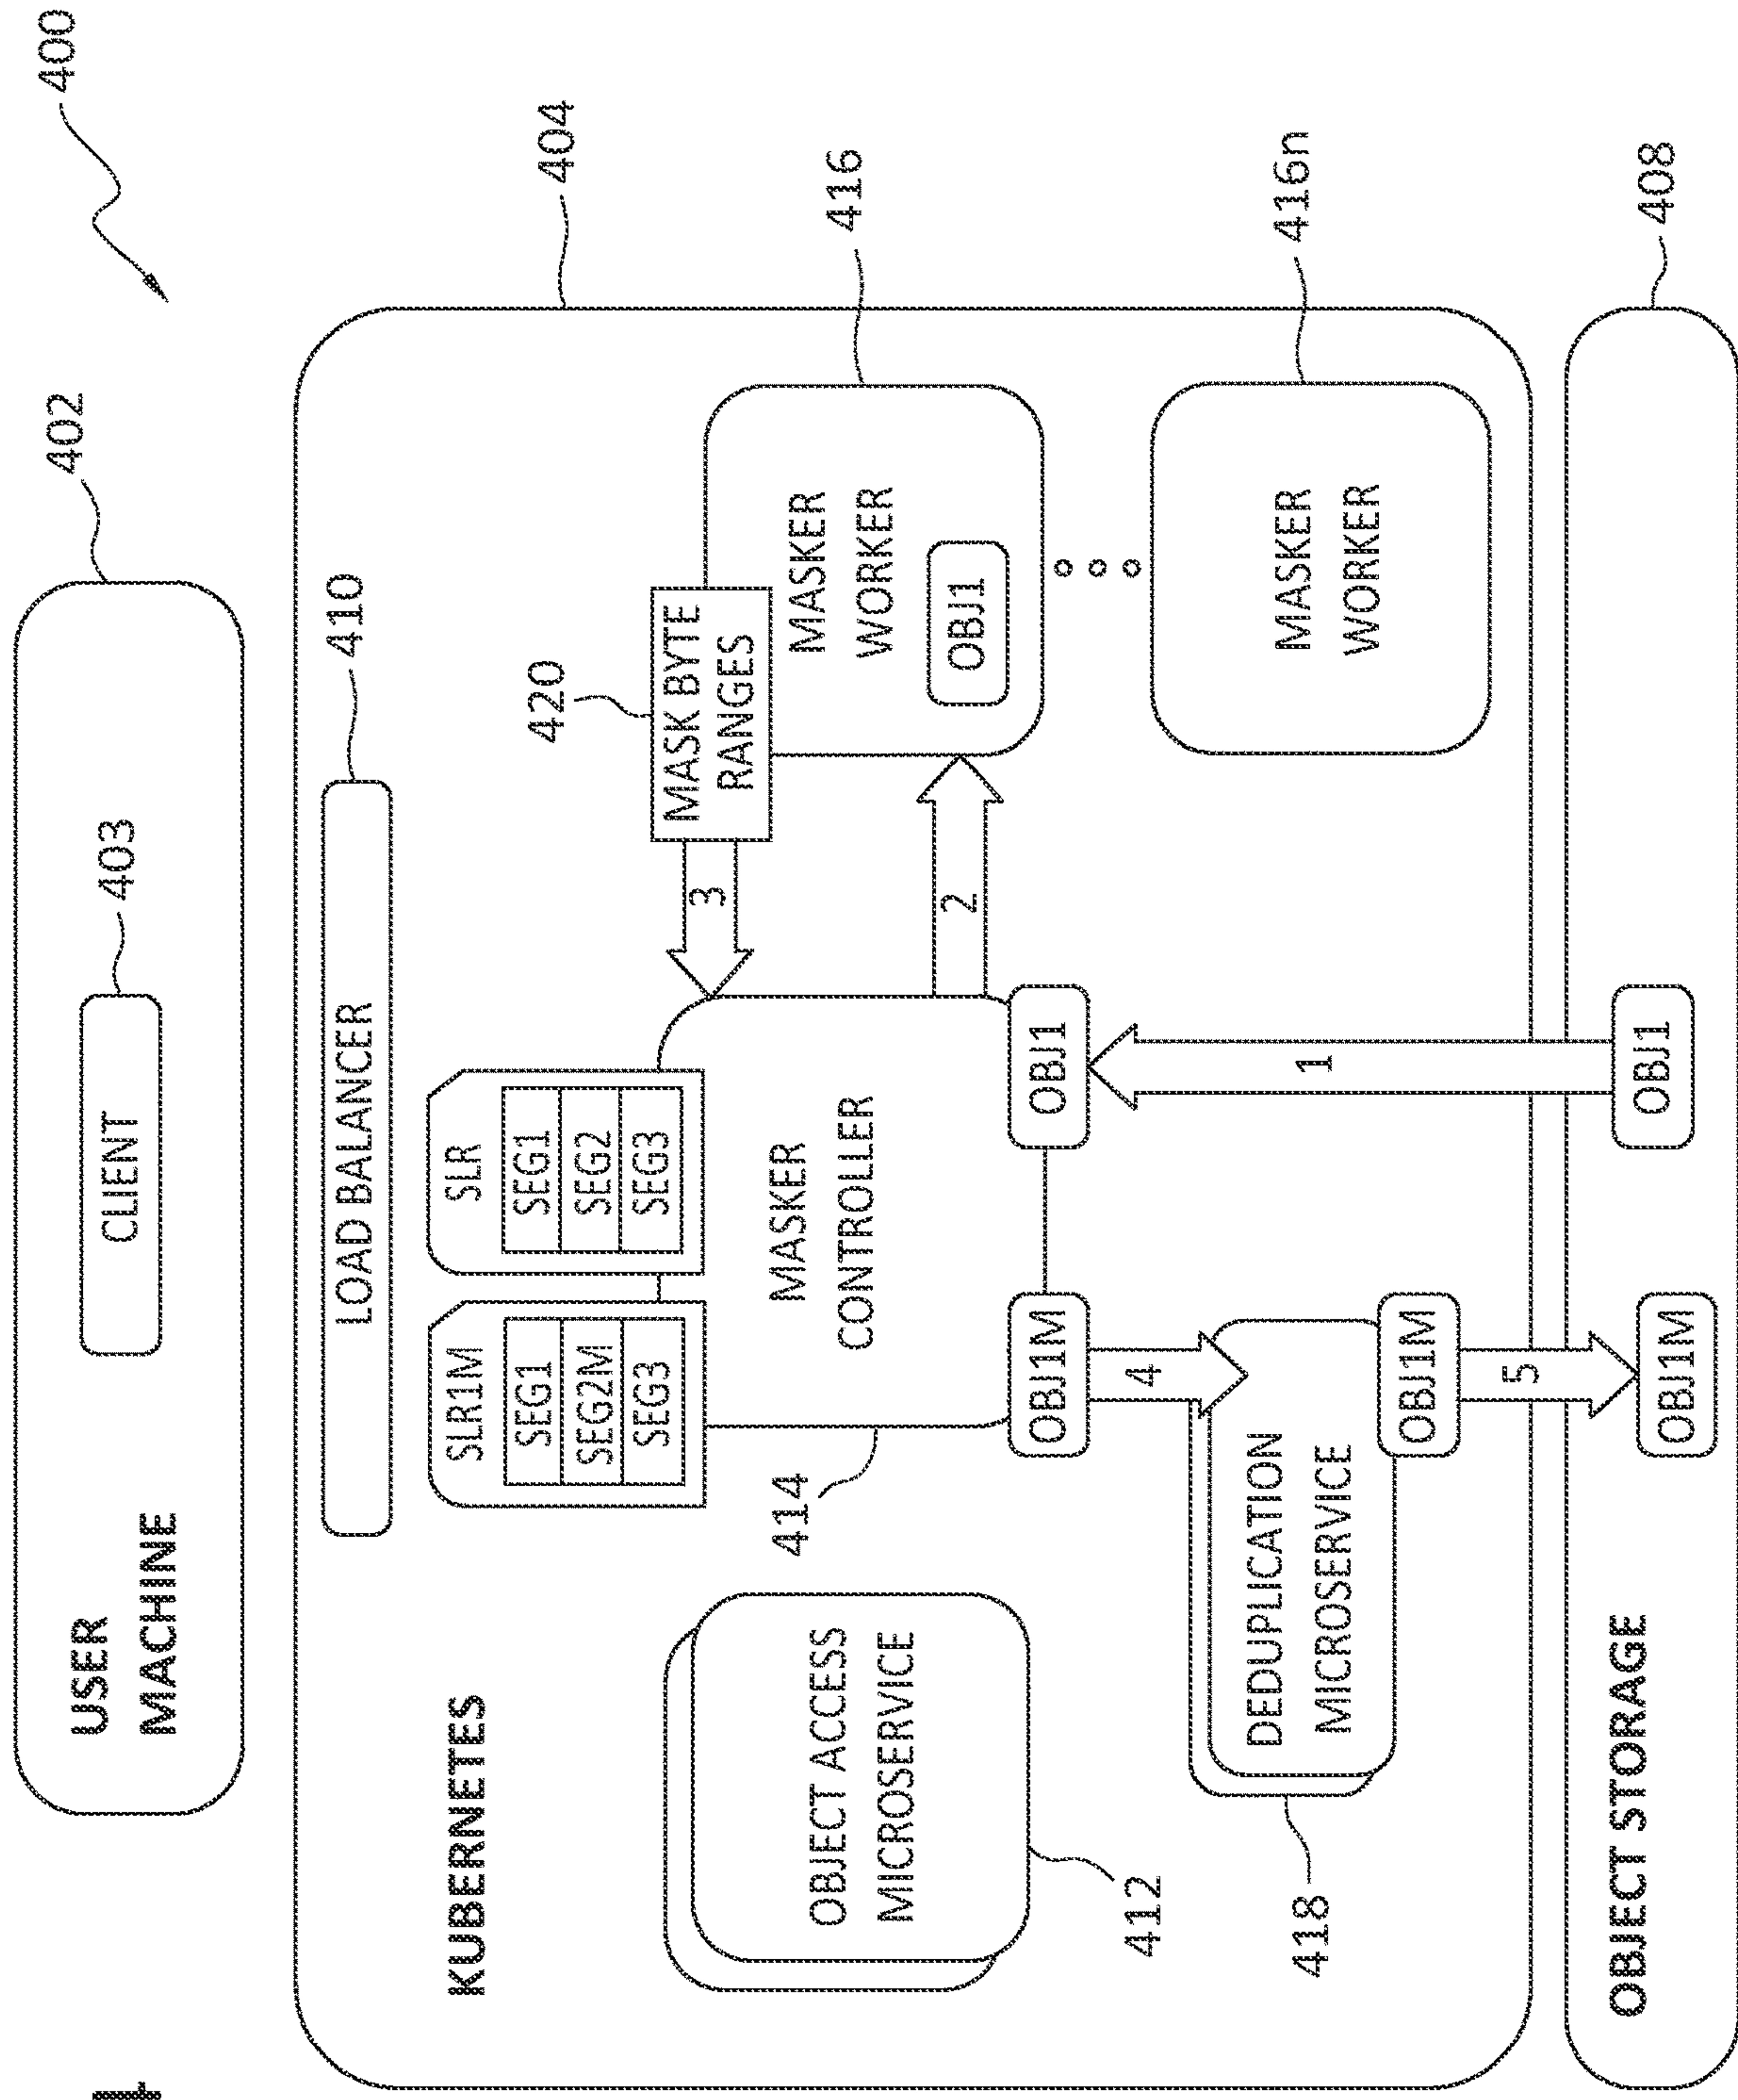 400
USER
MACHINE
CLIENT
403
402
KUBERNETES
404
LOAD BALANCER
410
SLR1M
SEG1
SEG2M
SEG3
SLR
SEG1
SEG2
SEG3
OBJECT ACCESS
MICROSERVICE
412
414
MASKER
CONTROLLER
3
420
MASK BYTE
RANGES
2
MASKER
WORKER
OBJ1
416
OBJ1M
OBJ1
4
1
DEDUPLICATION
MICROSERVICE
418
OBJ1M
MASKER
WORKER
416n
5
OBJECT STORAGE
OBJ1M
OBJ1
408